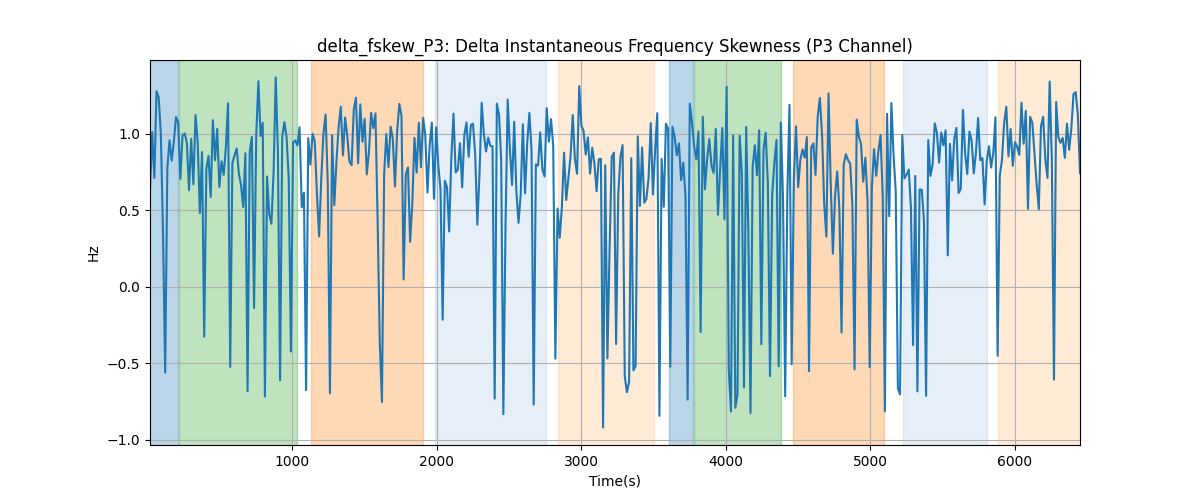 delta_fskew_P3: Delta Instantaneous Frequency Skewness (P3 Channel)
Hz
1.0
0.5
0.0
−0.5
−1.0
1000 2000 3000 4000 5000 6000
Time(s)